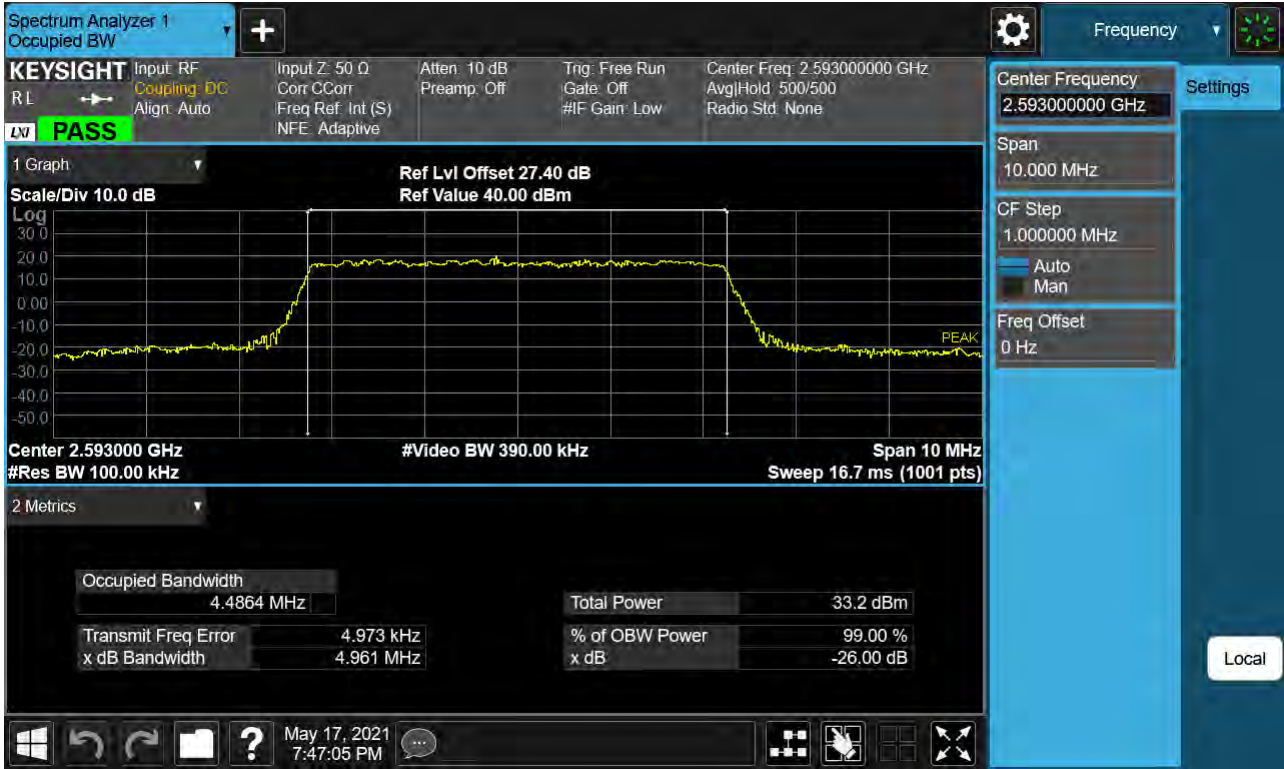 Spectrum Analyzer 1
Occupied BW
+
Frequency
KEYSIGHT
RL
LXI
PASS
Input: RF
Coupling: DC
Align: Auto
Input Z: 50 Ω
Corr CCorr
Freq Ref: Int (S)
NFE: Adaptive
Atten: 10 dB
Preamp: Off
Trig: Free Run
Gate: Off
#IF Gain: Low
Center Freq: 2.593000000 GHz
Avg|Hold: 500/500
Radio Std: None
Center Frequency
2.593000000 GHz
Settings
Span
10.000 MHz
CF Step
1.000000 MHz
Auto
Man
Freq Offset
0 Hz
Local
1 Graph
Scale/Div 10.0 dB
Ref Lvl Offset 27.40 dB
Ref Value 40.00 dBm
Log
30.0
20.0
10.0
0.00
-10.0
-20.0
-30.0
-40.0
-50.0
PEAK
Center 2.593000 GHz
#Video BW 390.00 kHz
Span 10 MHz
#Res BW 100.00 kHz
Sweep 16.7 ms (1001 pts)
2 Metrics
Occupied Bandwidth
4.4864 MHz
Total Power 33.2 dBm
Transmit Freq Error 4.973 kHz
% of OBW Power 99.00 %
x dB Bandwidth 4.961 MHz
x dB -26.00 dB
?
May 17, 2021
7:47:05 PM